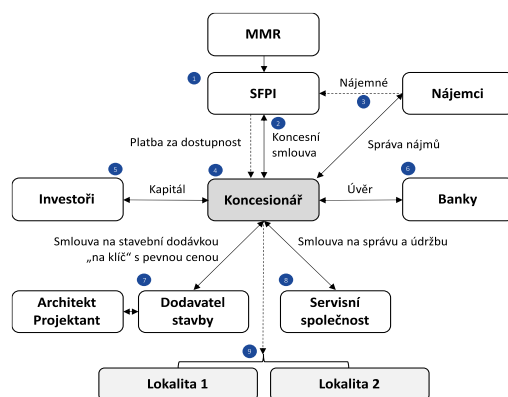 MMR
1
SFPI
Nájemné
3
Nájemci
2
Platba za dostupnost
Koncesní
smlouva
Správa nájmů
5
Investoři
Kapitál
4
Koncesionář
Úvěr
6
Banky
Smlouva na stavební dodávkou
„na klíč“ s pevnou cenou
Smlouva na správu a údržbu
Architekt
Projektant
7
Dodavatel
stavby
8
Servisní
společnost
9
Lokalita 1
Lokalita 2